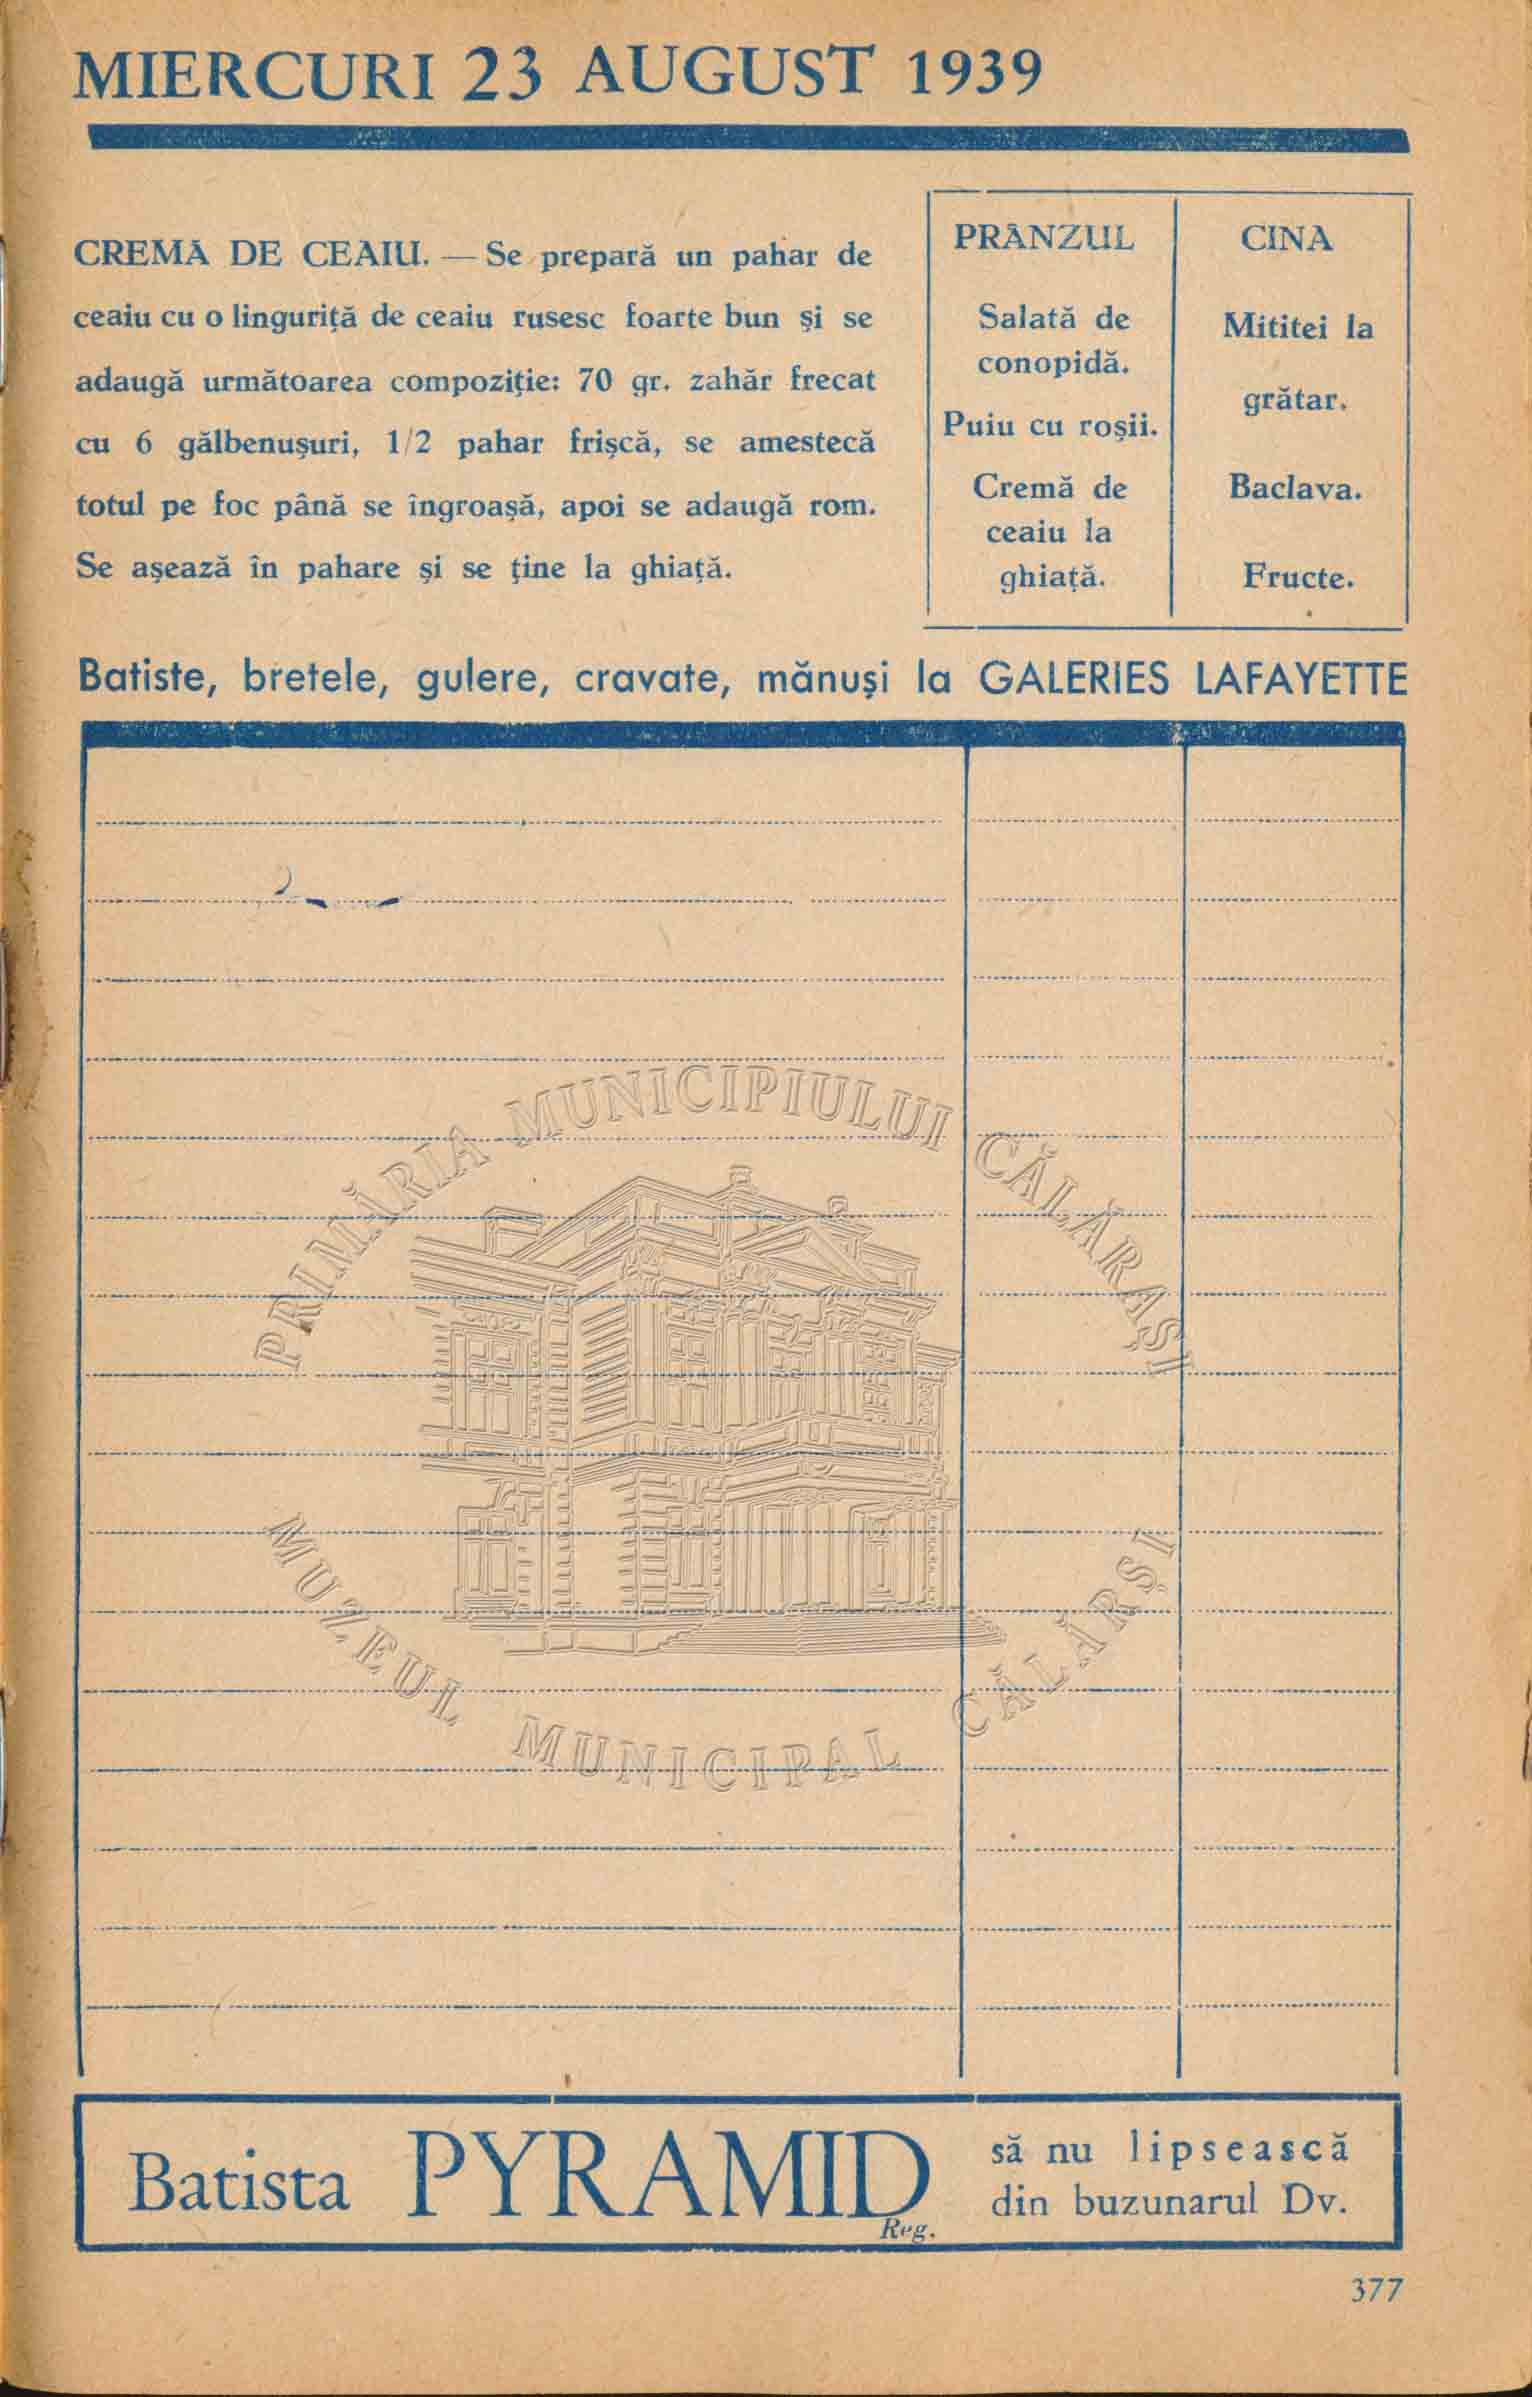 MIERCURI 23 AUGUST 1939
CREMĂ DE CEAIU. — Se prepară un pahar de
ceaiu cu o linguriță de ceaiu rusesc foarte bun și se
adaugă următoarea compoziție: 70 gr. zahăr frecat
cu 6 gălbenușuri, 1/2 pahar frișcă, se amestecă
totul pe foc până se îngroașă, apoi se adaugă rom.
Se așează în pahare și se ține la ghiață.
PRÂNZUL
Salată de
conopidă.
Puiu cu roșii.
Cremă de
ceaiu la
ghiață.
CINA
Mititei la
grătar.
Baclava.
Fructe.
Batiste, bretele, gulere, cravate, mănuși la GALERIES LAFAYETTE
PRIMĂRIA MUNICIPIULUI CĂLĂRAȘI
MUZEUL MUNICIPAL CĂLĂRȘI
Batista PYRAMID Reg.
să nu lipsească
din buzunarul Dv.
377